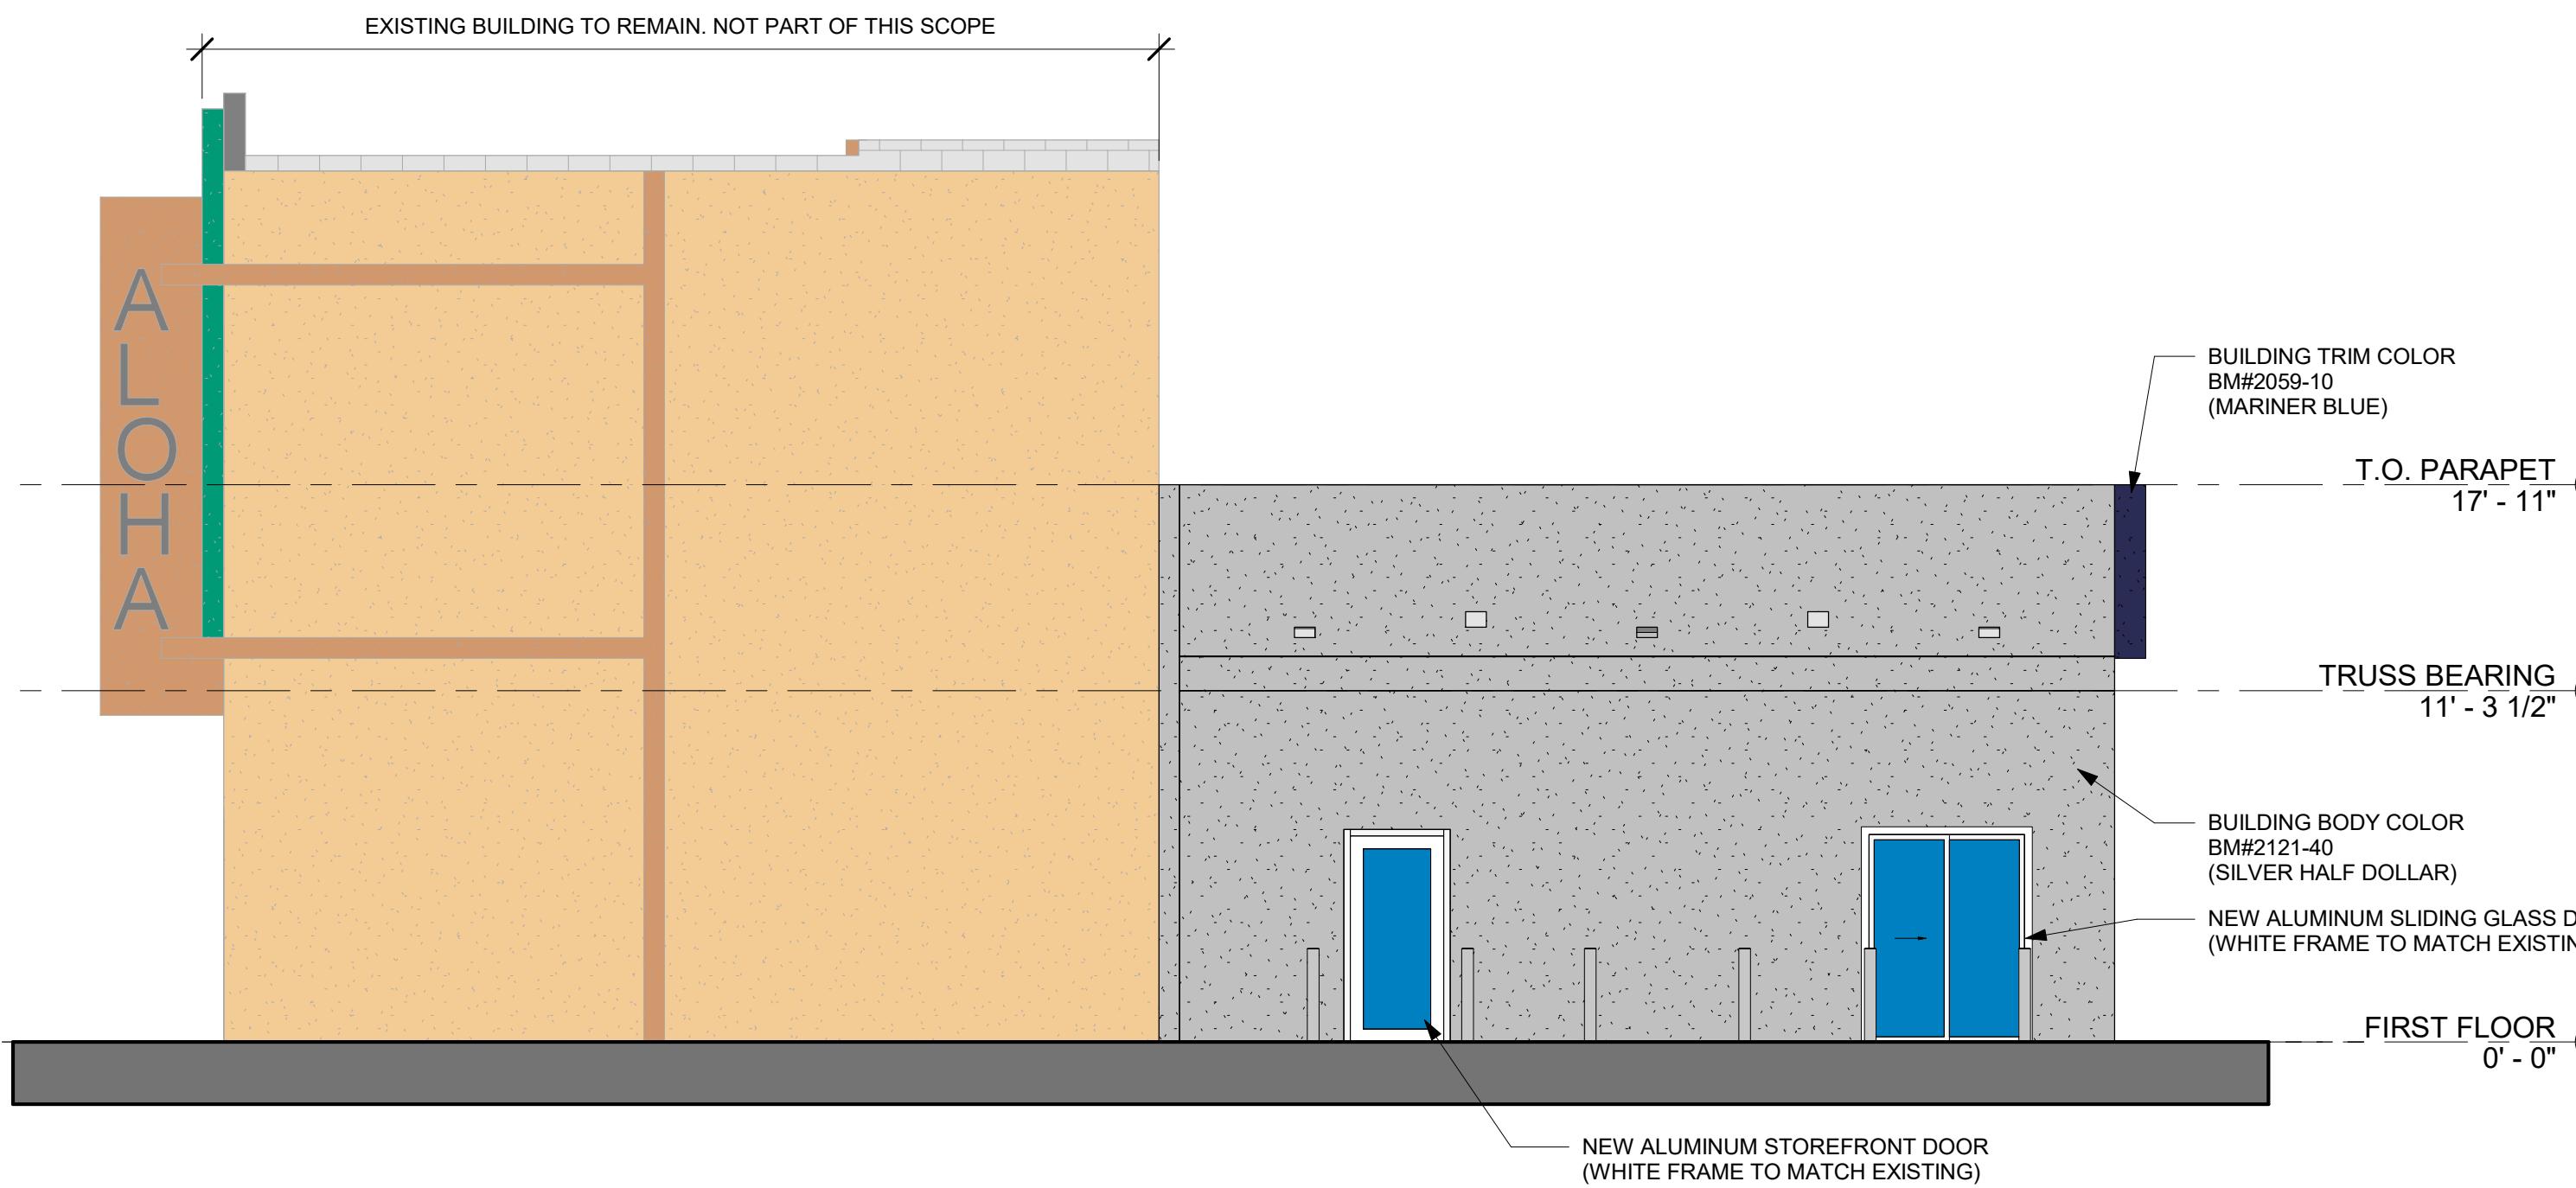 EXISTING BUILDING TO REMAIN. NOT PART OF THIS SCOPE
A
L
O
H
A
BUILDING TRIM COLOR
BM#2059-10
(MARINER BLUE)
T.O. PARAPET
17' - 11"
TRUSS BEARING
11' - 3 1/2"
BUILDING BODY COLOR
BM#2121-40
(SILVER HALF DOLLAR)
NEW ALUMINUM SLIDING GLASS
(WHITE FRAME TO MATCH
FIRST FLOOR
0' - 0"
NEW ALUMINUM STOREFRONT DOOR
(WHITE FRAME TO MATCH EXISTING)